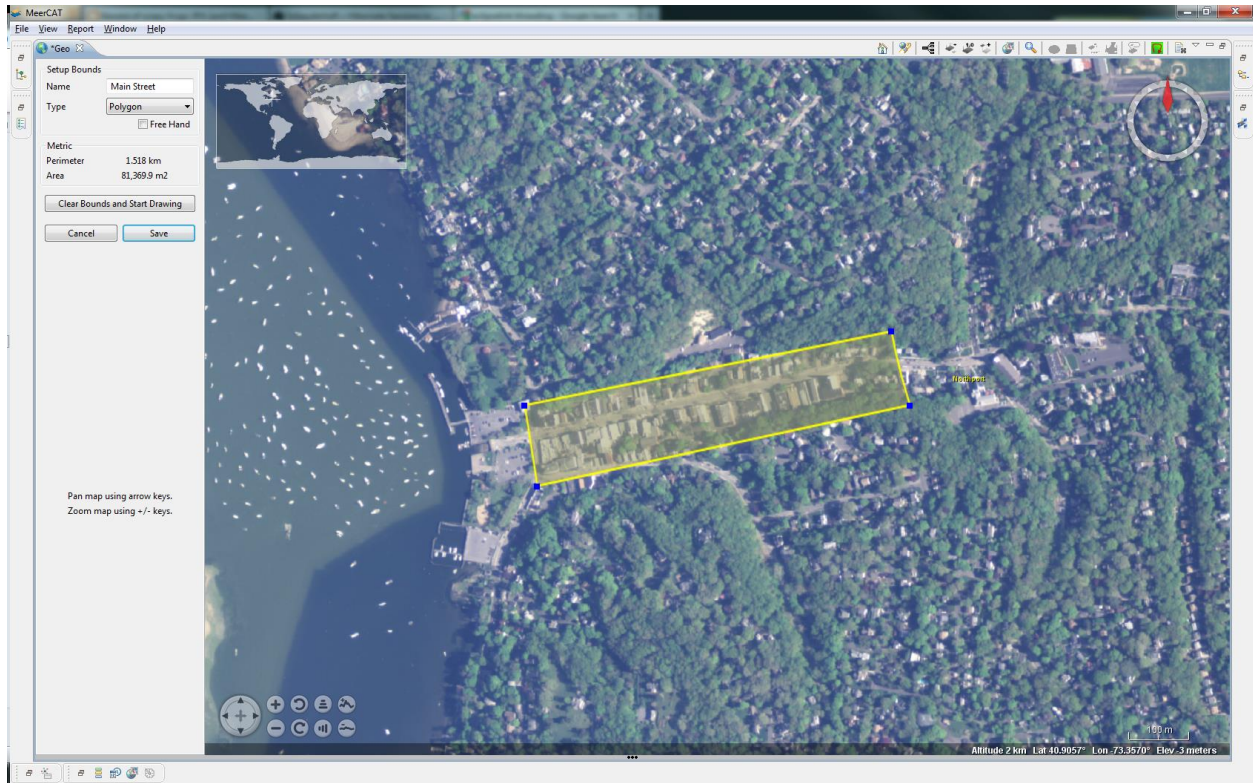 MeerCAT
File View Report Window Help
*Geo
Setup Bounds
Name Main Street
Type Polygon
Free Hand
Metric
Perimeter 1.518 km
Area 81,369.9 m2
Clear Bounds and Start Drawing
Cancel Save
Northport
Pan map using arrow keys.
Zoom map using +/- keys.
100 m
Altitude 2 km Lat 40.9057° Lon -73.3570° Elev -3 meters